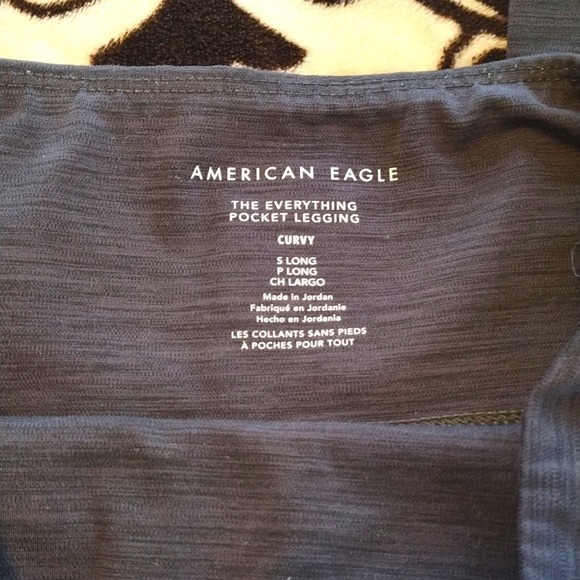 AMERICAN EAGLE
THE EVERYTHING
POCKET LEGGING
CURVY
S LONG
P LONG
CH LARGO
Made in Jordan
Fabriqué en Jordanie
Hecho en Jordania
LES COLLANTS SANS PIEDS
À POCHES POUR TOUT